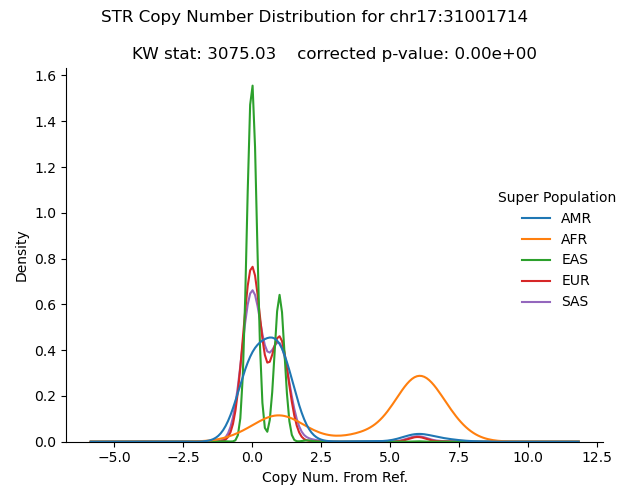 STR Copy Number Distribution for chr17:31001714
KW stat: 3075.03    corrected p-value: 0.00e+00
1.6
1.4
1.2
1.0
0.8
0.6
0.4
0.2
0.0
Density
Super Population
AMR
AFR
EAS
EUR
SAS
−5.0 −2.5 0.0 2.5 5.0 7.5 10.0 12.5
Copy Num. From Ref.